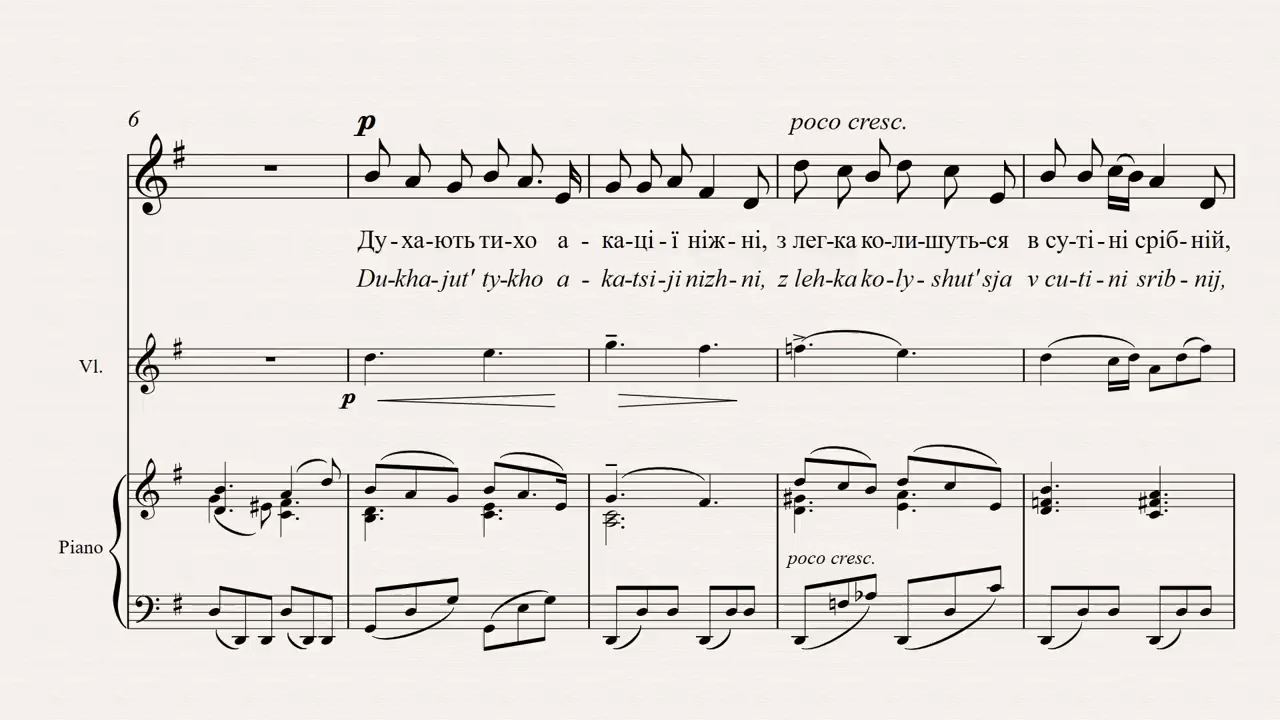 6
p
poco cresc.
Ду-ха-ють ти-хо а - ка-ці-ї ніж-ні, з лег-ка ко-ли-шуть-ся в су-ті-ні сріб-ній,
Du-kha-jut' ty-kho a - ka-tsi-ji nizh-ni, z leh-ka ko-ly-shut' sja v cu-ti-ni srib-nij,
Vl.
p
Piano
poco cresc.